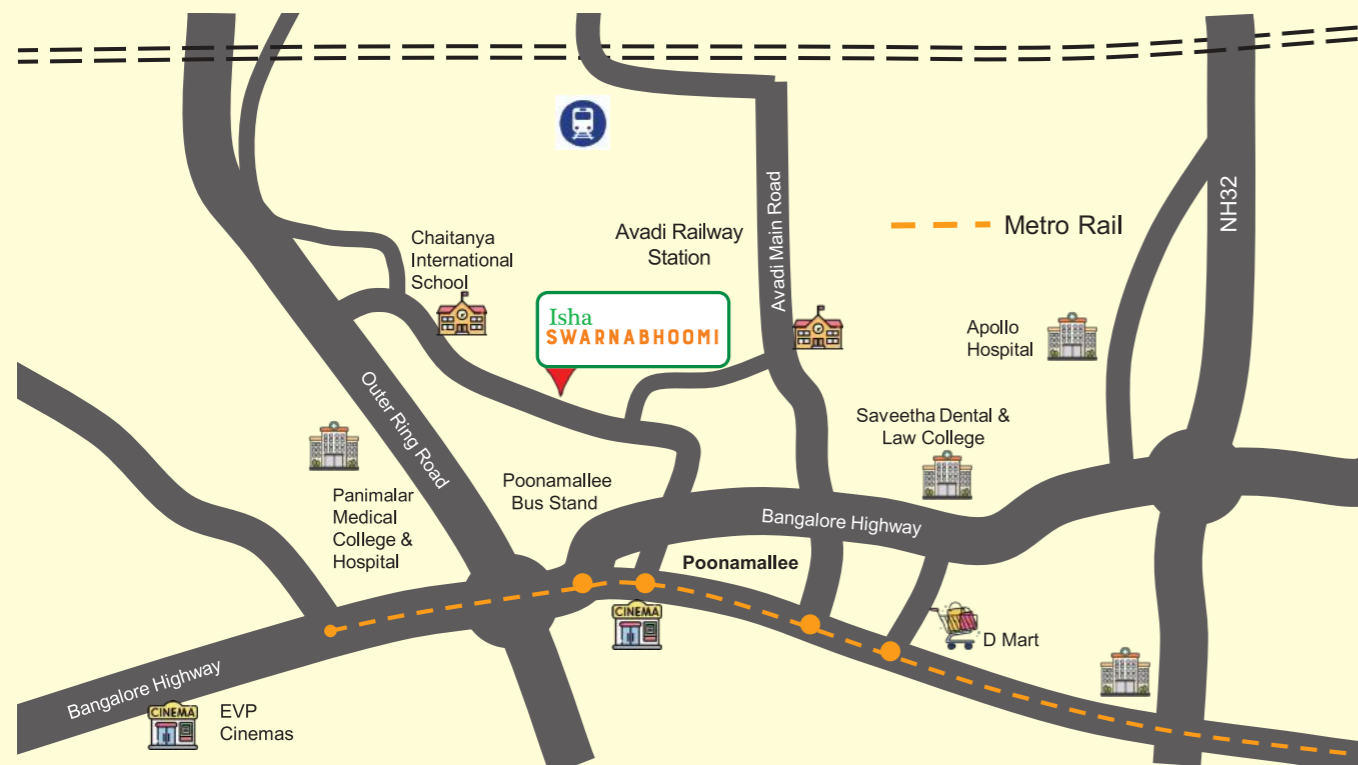 Chaitanya
International
School
Avadi Railway
Station
Avadi Main Road
Metro Rail
NH32
Isha
SWARNABHOOMI
Apollo
Hospital
Outer Ring Road
Saveetha Dental &
Law College
Panimalar
Medical
College &
Hospital
Poonamallee
Bus Stand
Bangalore Highway
Poonamallee
CINEMA
D Mart
Bangalore Highway
CINEMA
EVP
Cinemas